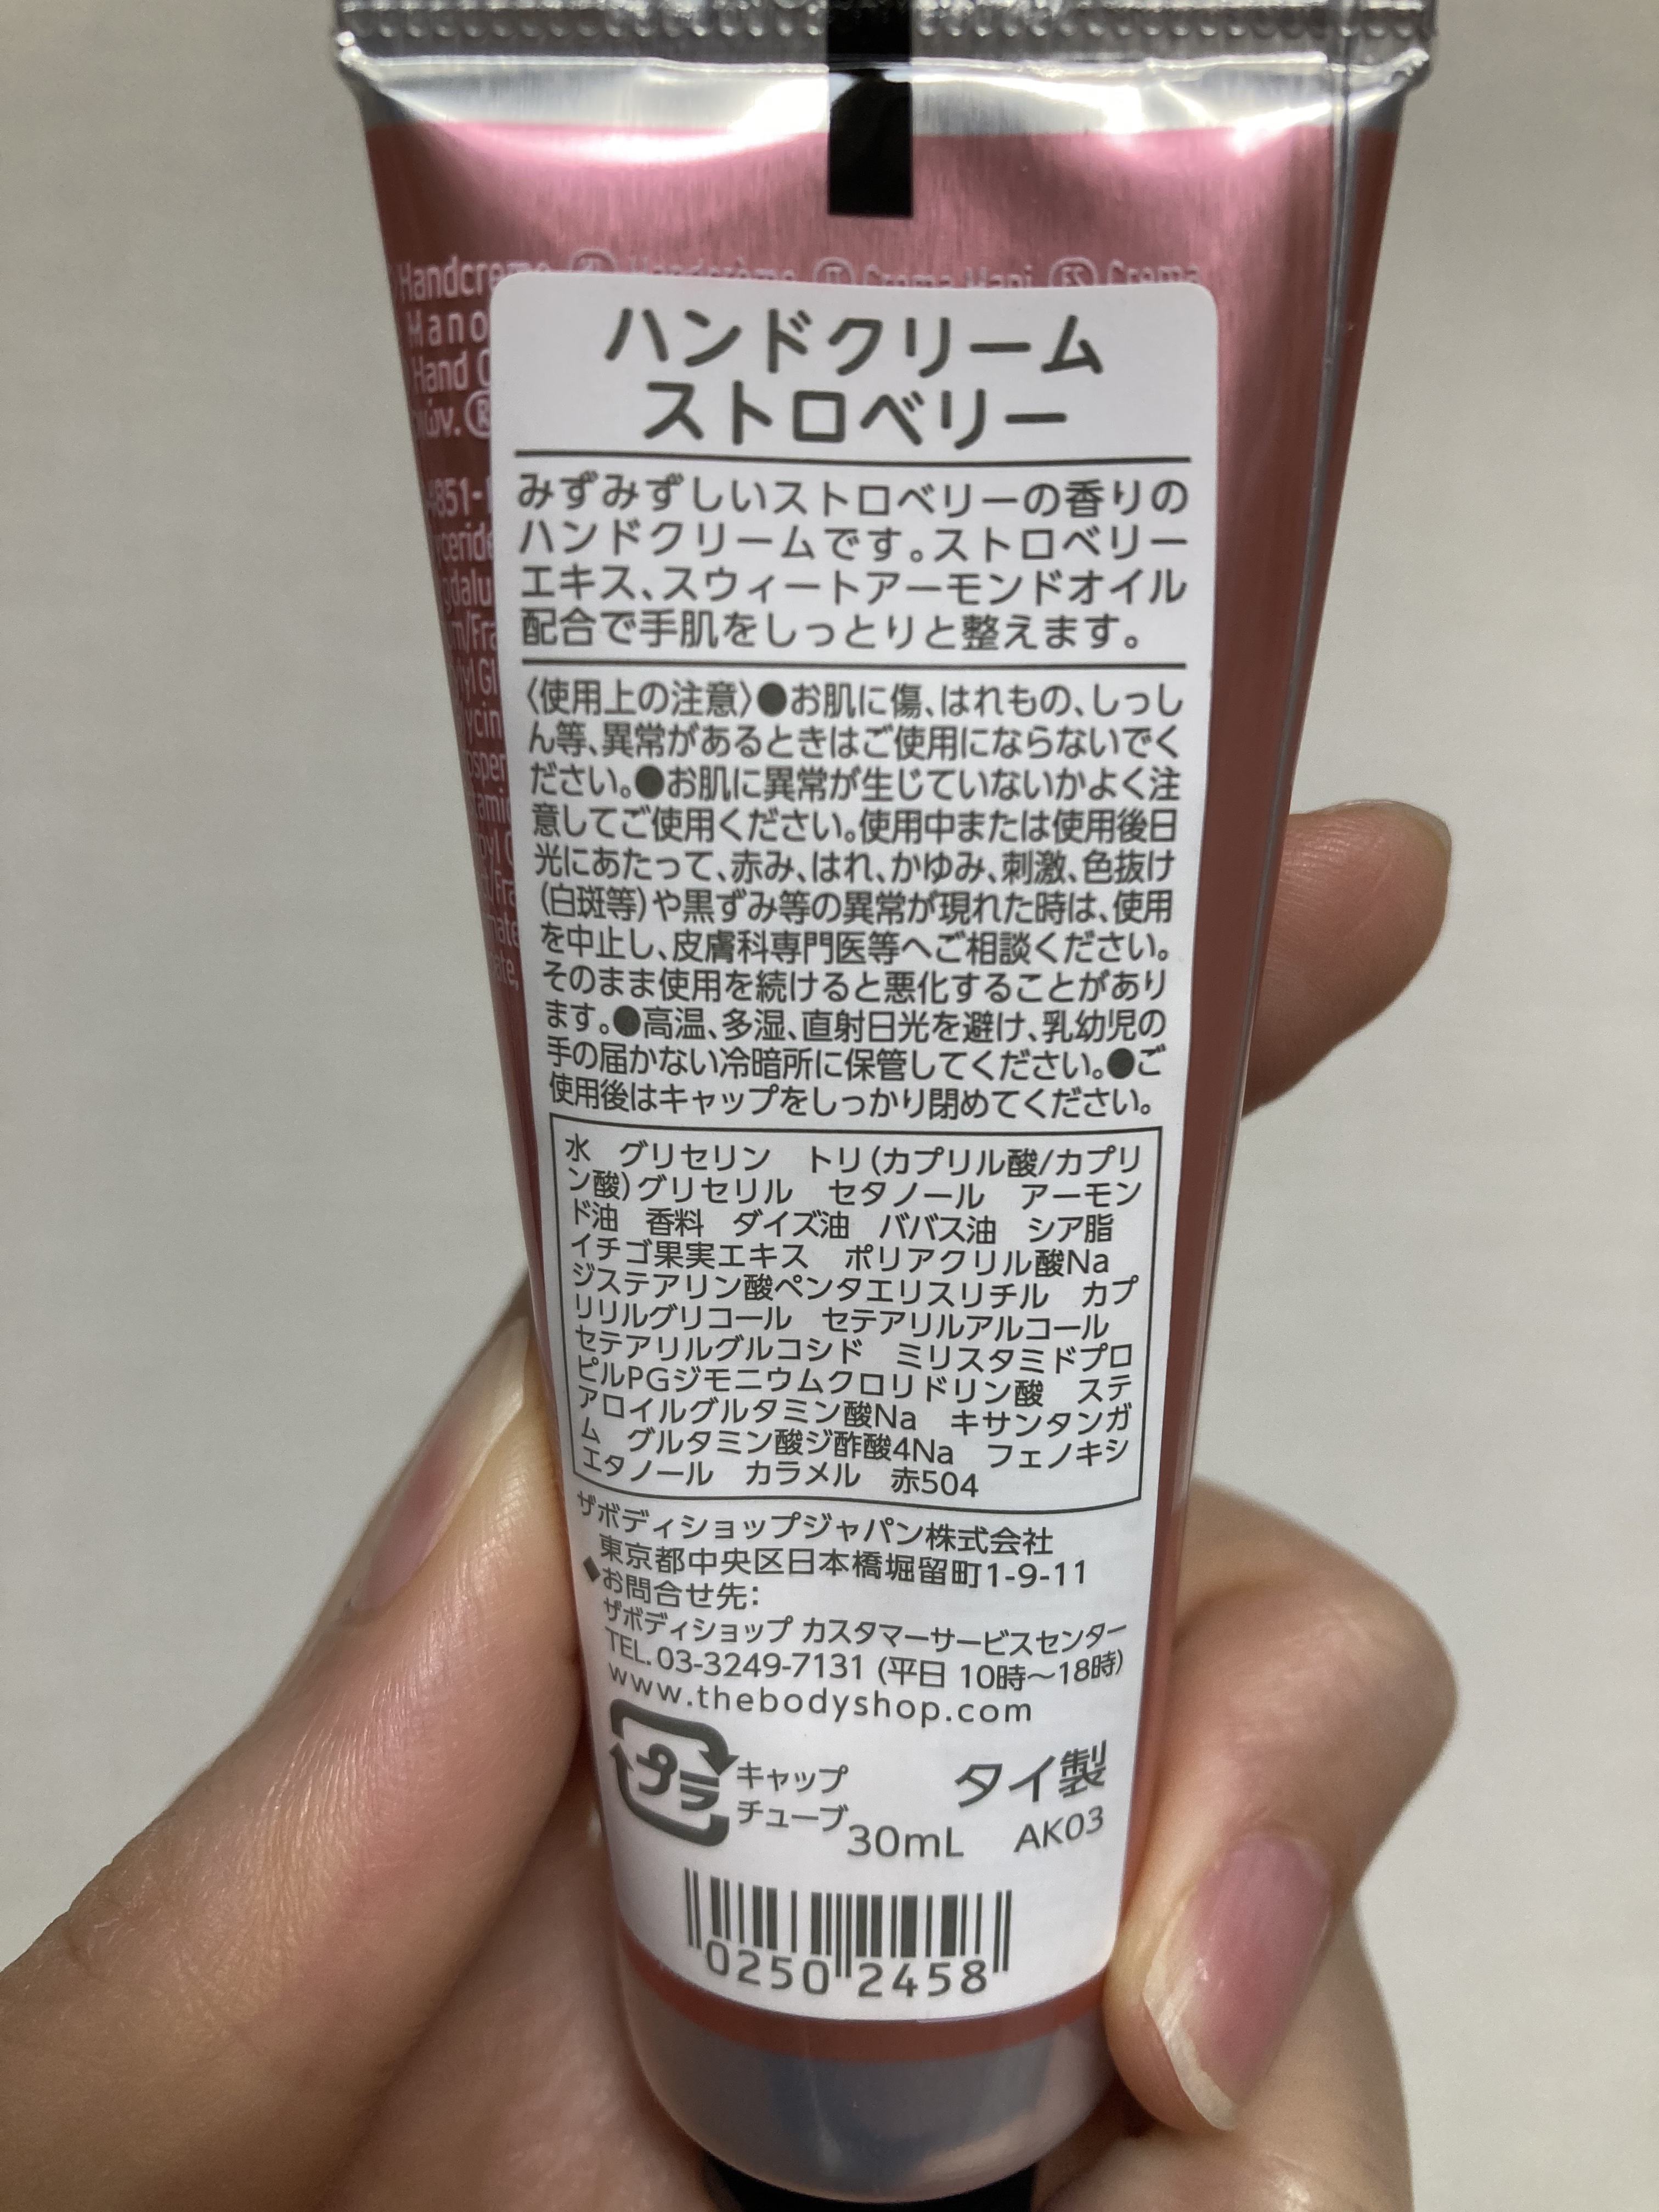 Handcreme
Mano
Hand
ハンドクリーム
ストロベリー
みずみずしいストロベリーの香りの
ハンドクリームです。ストロベリー
エキス、スウィートアーモンドオイル
配合で手肌をしっとりと整えます。
〈使用上の注意〉●お肌に傷、はれもの、しっし
ん等、異常があるときはご使用にならないでく
ださい。●お肌に異常が生じていないかよく注
意してご使用ください。使用中または使用後日
光にあたって、赤み、はれ、かゆみ、刺激、色抜け
(白斑等)や黒ずみ等の異常が現れた時は、使用
を中止し、皮膚科専門医等へご相談ください。
そのまま使用を続けると悪化することがあり
ます。●高温、多湿、直射日光を避け、乳幼児の
手の届かない冷暗所に保管してください。●ご
使用後はキャップをしっかり閉めてください。
水　グリセリン　トリ(カプリル酸/カプリ
ン酸)グリセリル　セタノール　アーモン
ド油　香料　ダイズ油　ババス油　シア脂
イチゴ果実エキス　ポリアクリル酸Na
ジステアリン酸ペンタエリスリチル　カプ
リリルグリコール　セテアリルアルコール
セテアリルグルコシド　ミリスタミドプロ
ピルPGジモニウムクロリドリン酸　ステ
アロイルグルタミン酸Na　キサンタンガ
ム　グルタミン酸ジ酢酸4Na　フェノキシ
エタノール　カラメル　赤504
ザボディショップジャパン株式会社
東京都中央区日本橋堀留町1-9-11
◆お問合せ先：
ザボディショップ カスタマーサービスセンター
TEL.03-3249-7131 (平日 10時〜18時)
www.thebodyshop.com
プラ
キャップ
チューブ
30mL
タイ製
AK03
0250 2458